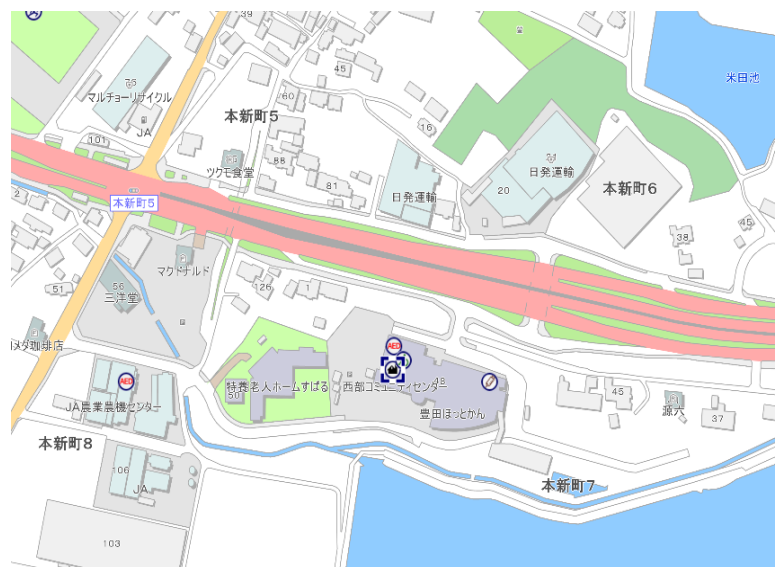 39
45
75
マルチョーリサイクル
JA
60
本新町5
101
16
88
ツクモ食堂
81
日発運輸
20
日発運輸
本新町6
米田池
2
本新町5
45
38
マクドナルド
51
56
三洋堂
126
1
メダ珈琲店
AED
AED
JA農業農機センター
50
特養老人ホームすばる
西部コミュニティセンター
48
豊田ほっとかん
45
源六
37
本新町8
106
JA
本新町7
103